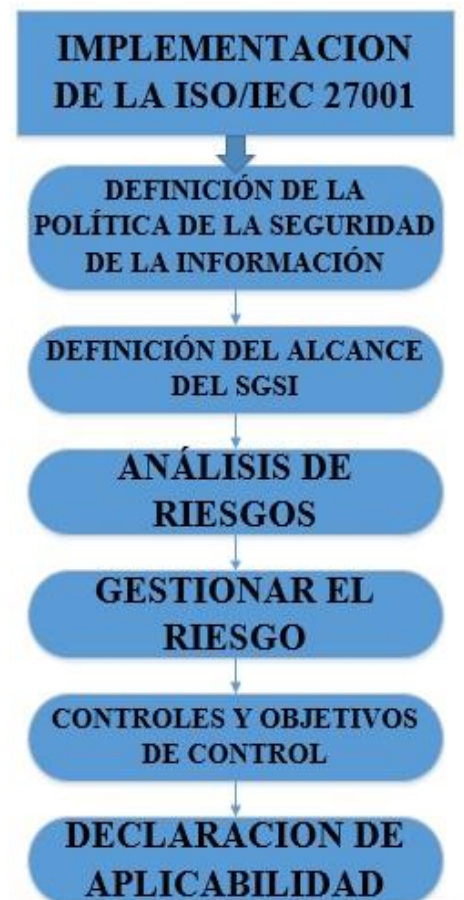 IMPLEMENTACION
DE LA ISO/IEC 27001
DEFINICIÓN DE LA
POLÍTICA DE LA SEGURIDAD
DE LA INFORMACIÓN
DEFINICIÓN DEL ALCANCE
DEL SGSI
ANÁLISIS DE
RIESGOS
GESTIONAR EL
RIESGO
CONTROLES Y OBJETIVOS
DE CONTROL
DECLARACION DE
APLICABILIDAD